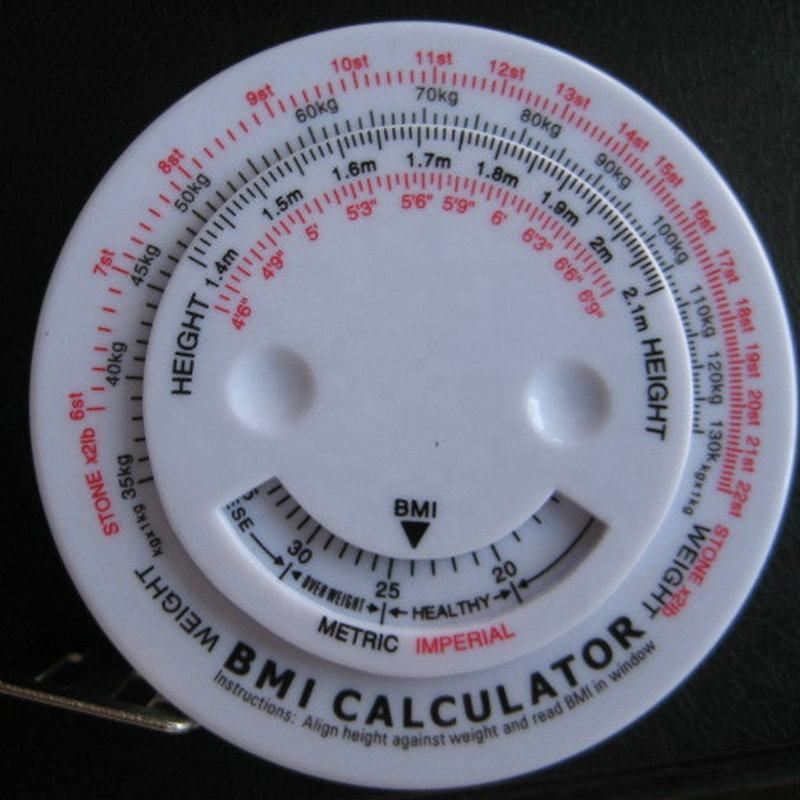 6st 7st 8st 9st 10st 11st 12st 13st 14st 15st 16st 17st 18st 19st 20st 21st 22st
STONE x2lb
STONE x2lb
35kg 40kg 45kg 50kg 60kg 70kg 80kg 90kg 100kg 110kg 120kg 130k
kgx1kg
kgx1kg
WEIGHT
WEIGHT
1.4m 1.5m 1.6m 1.7m 1.8m 1.9m 2m 2.1m
HEIGHT
HEIGHT
4'6" 4'9" 5' 5'3" 5'6" 5'9" 6' 6'3" 6'6" 6'9"
BMI
30 25 20
ESE OVERWEIGHT HEALTHY
METRIC IMPERIAL
BMI CALCULATOR
Instructions: Align height against weight and read BMI in window